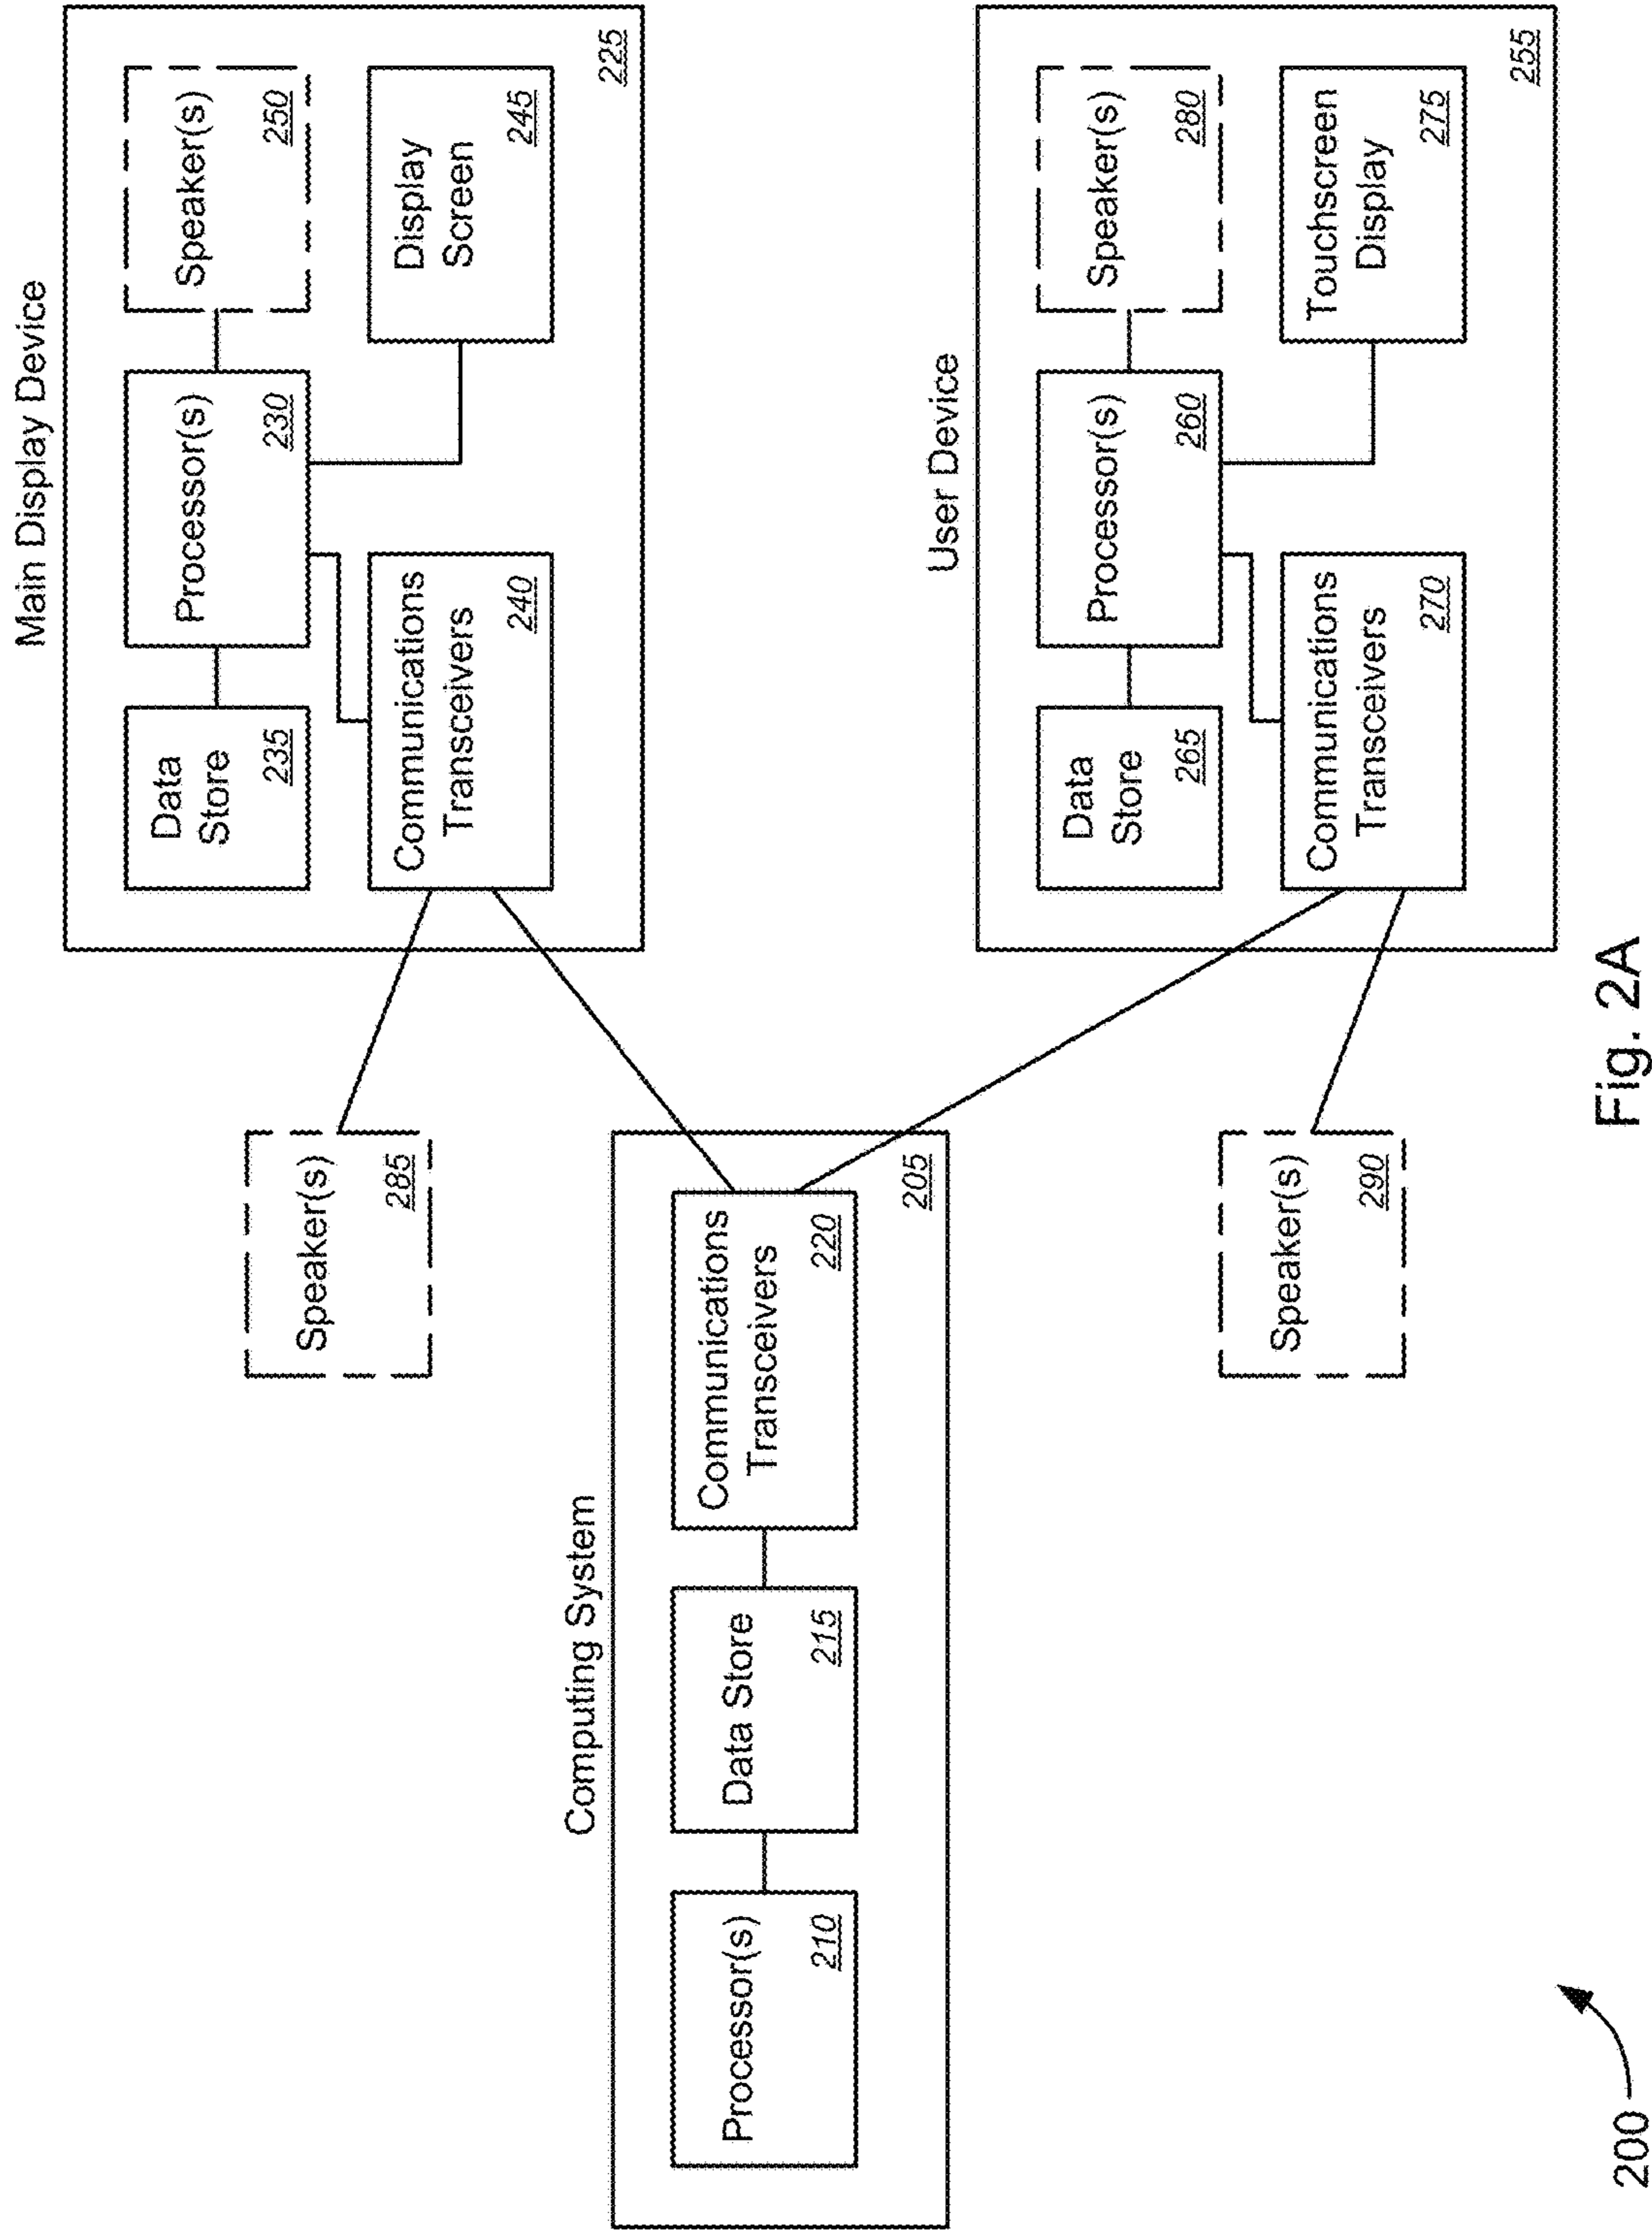 Main Display Device
Data
Store
235
Processor(s)
230
Speaker(s)
250
Communications
Transceivers
240
Display
Screen
245
225
Speaker(s)
285
Computing System
Processor(s)
210
Data Store
215
Communications
Transceivers
220
205
User Device
Data
Store
265
Processor(s)
260
Speaker(s)
280
Communications
Transceivers
270
Touchscreen
Display
275
255
Speaker(s)
290
200
Fig. 2A